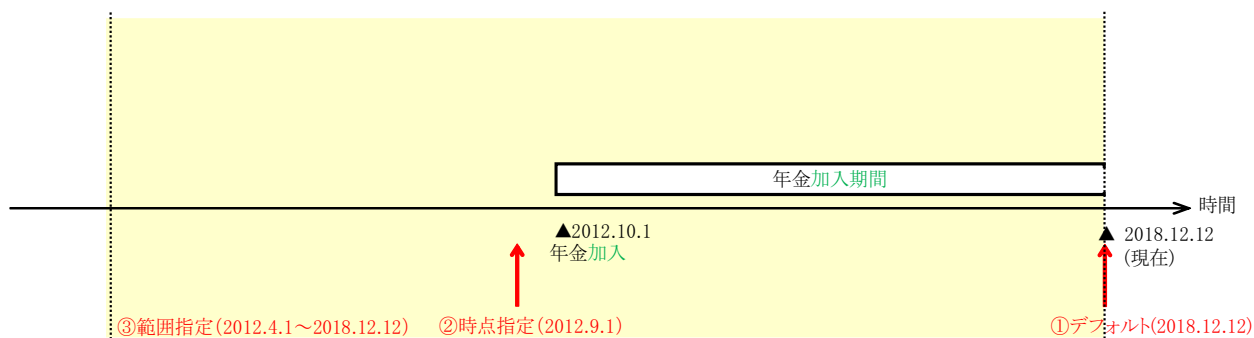 年金加入期間
時間
▲2012.10.1
年金加入
▲ 2018.12.12
(現在)
③範囲指定(2012.4.1～2018.12.12)
②時点指定(2012.9.1)
①デフォルト(2018.12.12)